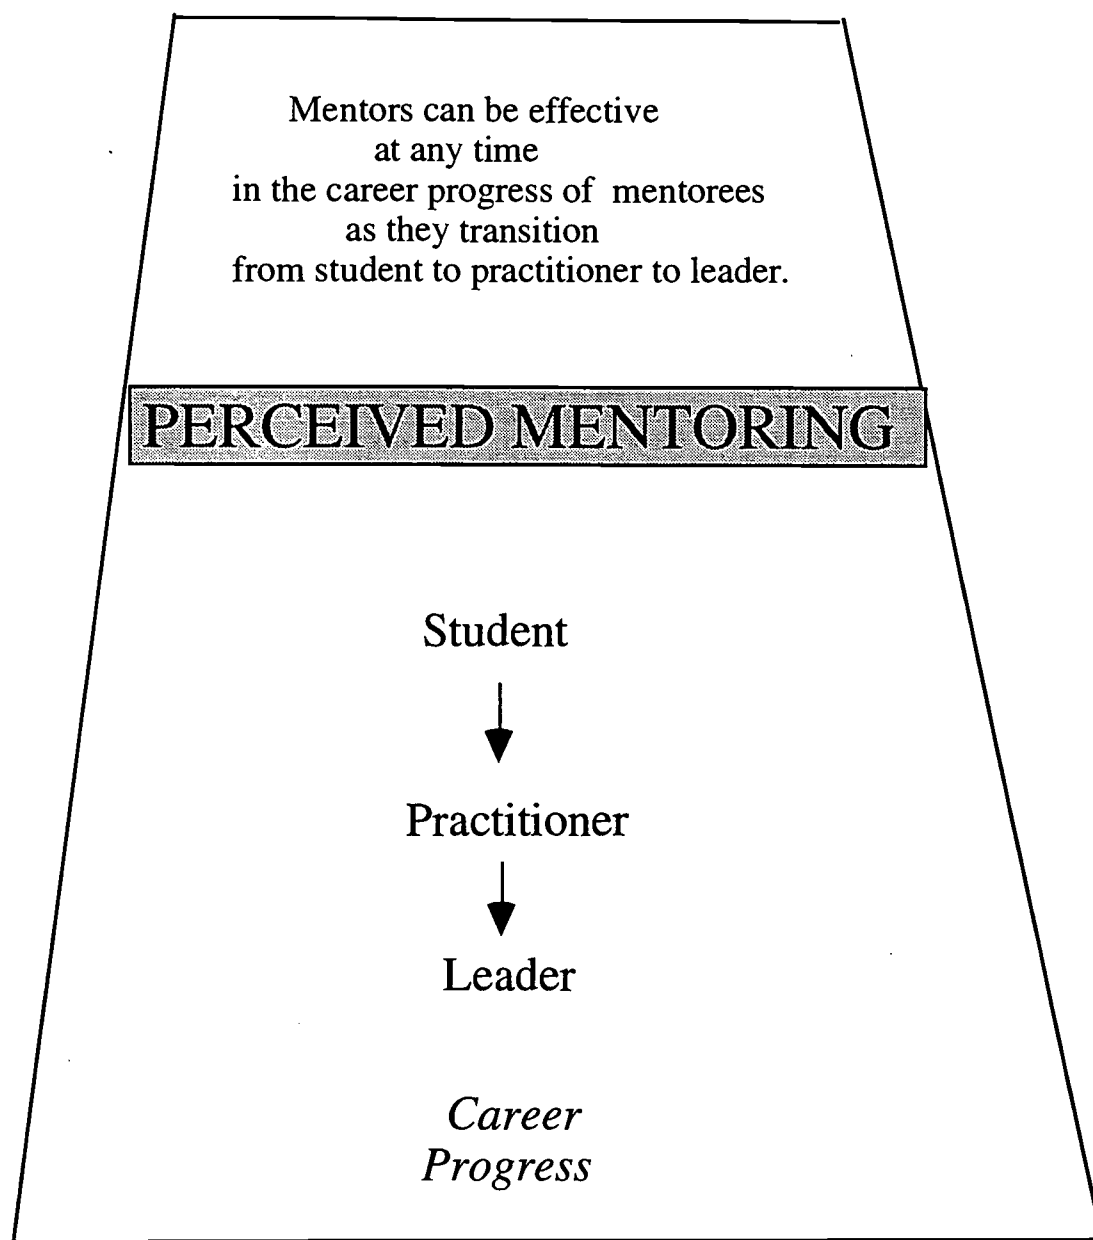 Mentors can be effective
at any time
in the career progress of mentorees
as they transition
from student to practitioner to leader.
PERCEIVED MENTORING
Student
Practitioner
Leader
Career
Progress